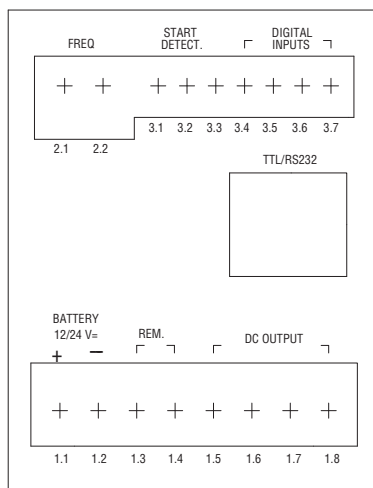 FREQ
START
DETECT.
DIGITAL
INPUTS
3.1 3.2 3.3 3.4 3.5 3.6 3.7
2.1 2.2
TTL/RS232
BATTERY
12/24 V=
+ –
REM.
DC OUTPUT
1.1 1.2 1.3 1.4 1.5 1.6 1.7 1.8